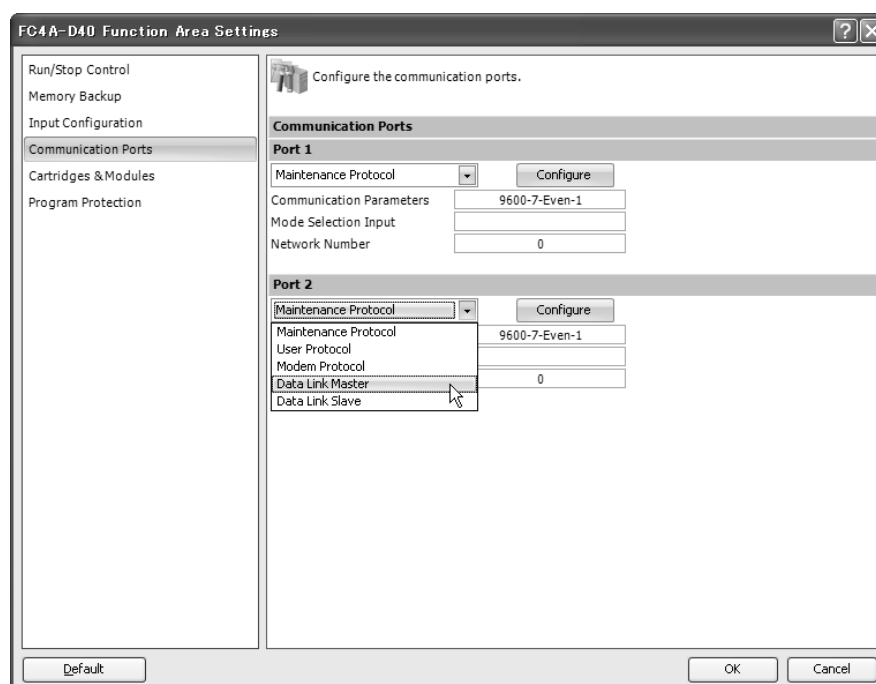 FC4A-D40 Function Area Settings
Run/Stop Control
Memory Backup
Input Configuration
Communication Ports
Cartridges & Modules
Program Protection
Configure the communication ports.
Communication Ports
Port 1
Maintenance Protocol Configure
Communication Parameters 9600-7-Even-1
Mode Selection Input
Network Number 0
Port 2
Maintenance Protocol Configure
Maintenance Protocol 9600-7-Even-1
User Protocol
Modem Protocol
Data Link Master 0
Data Link Slave
Default OK Cancel